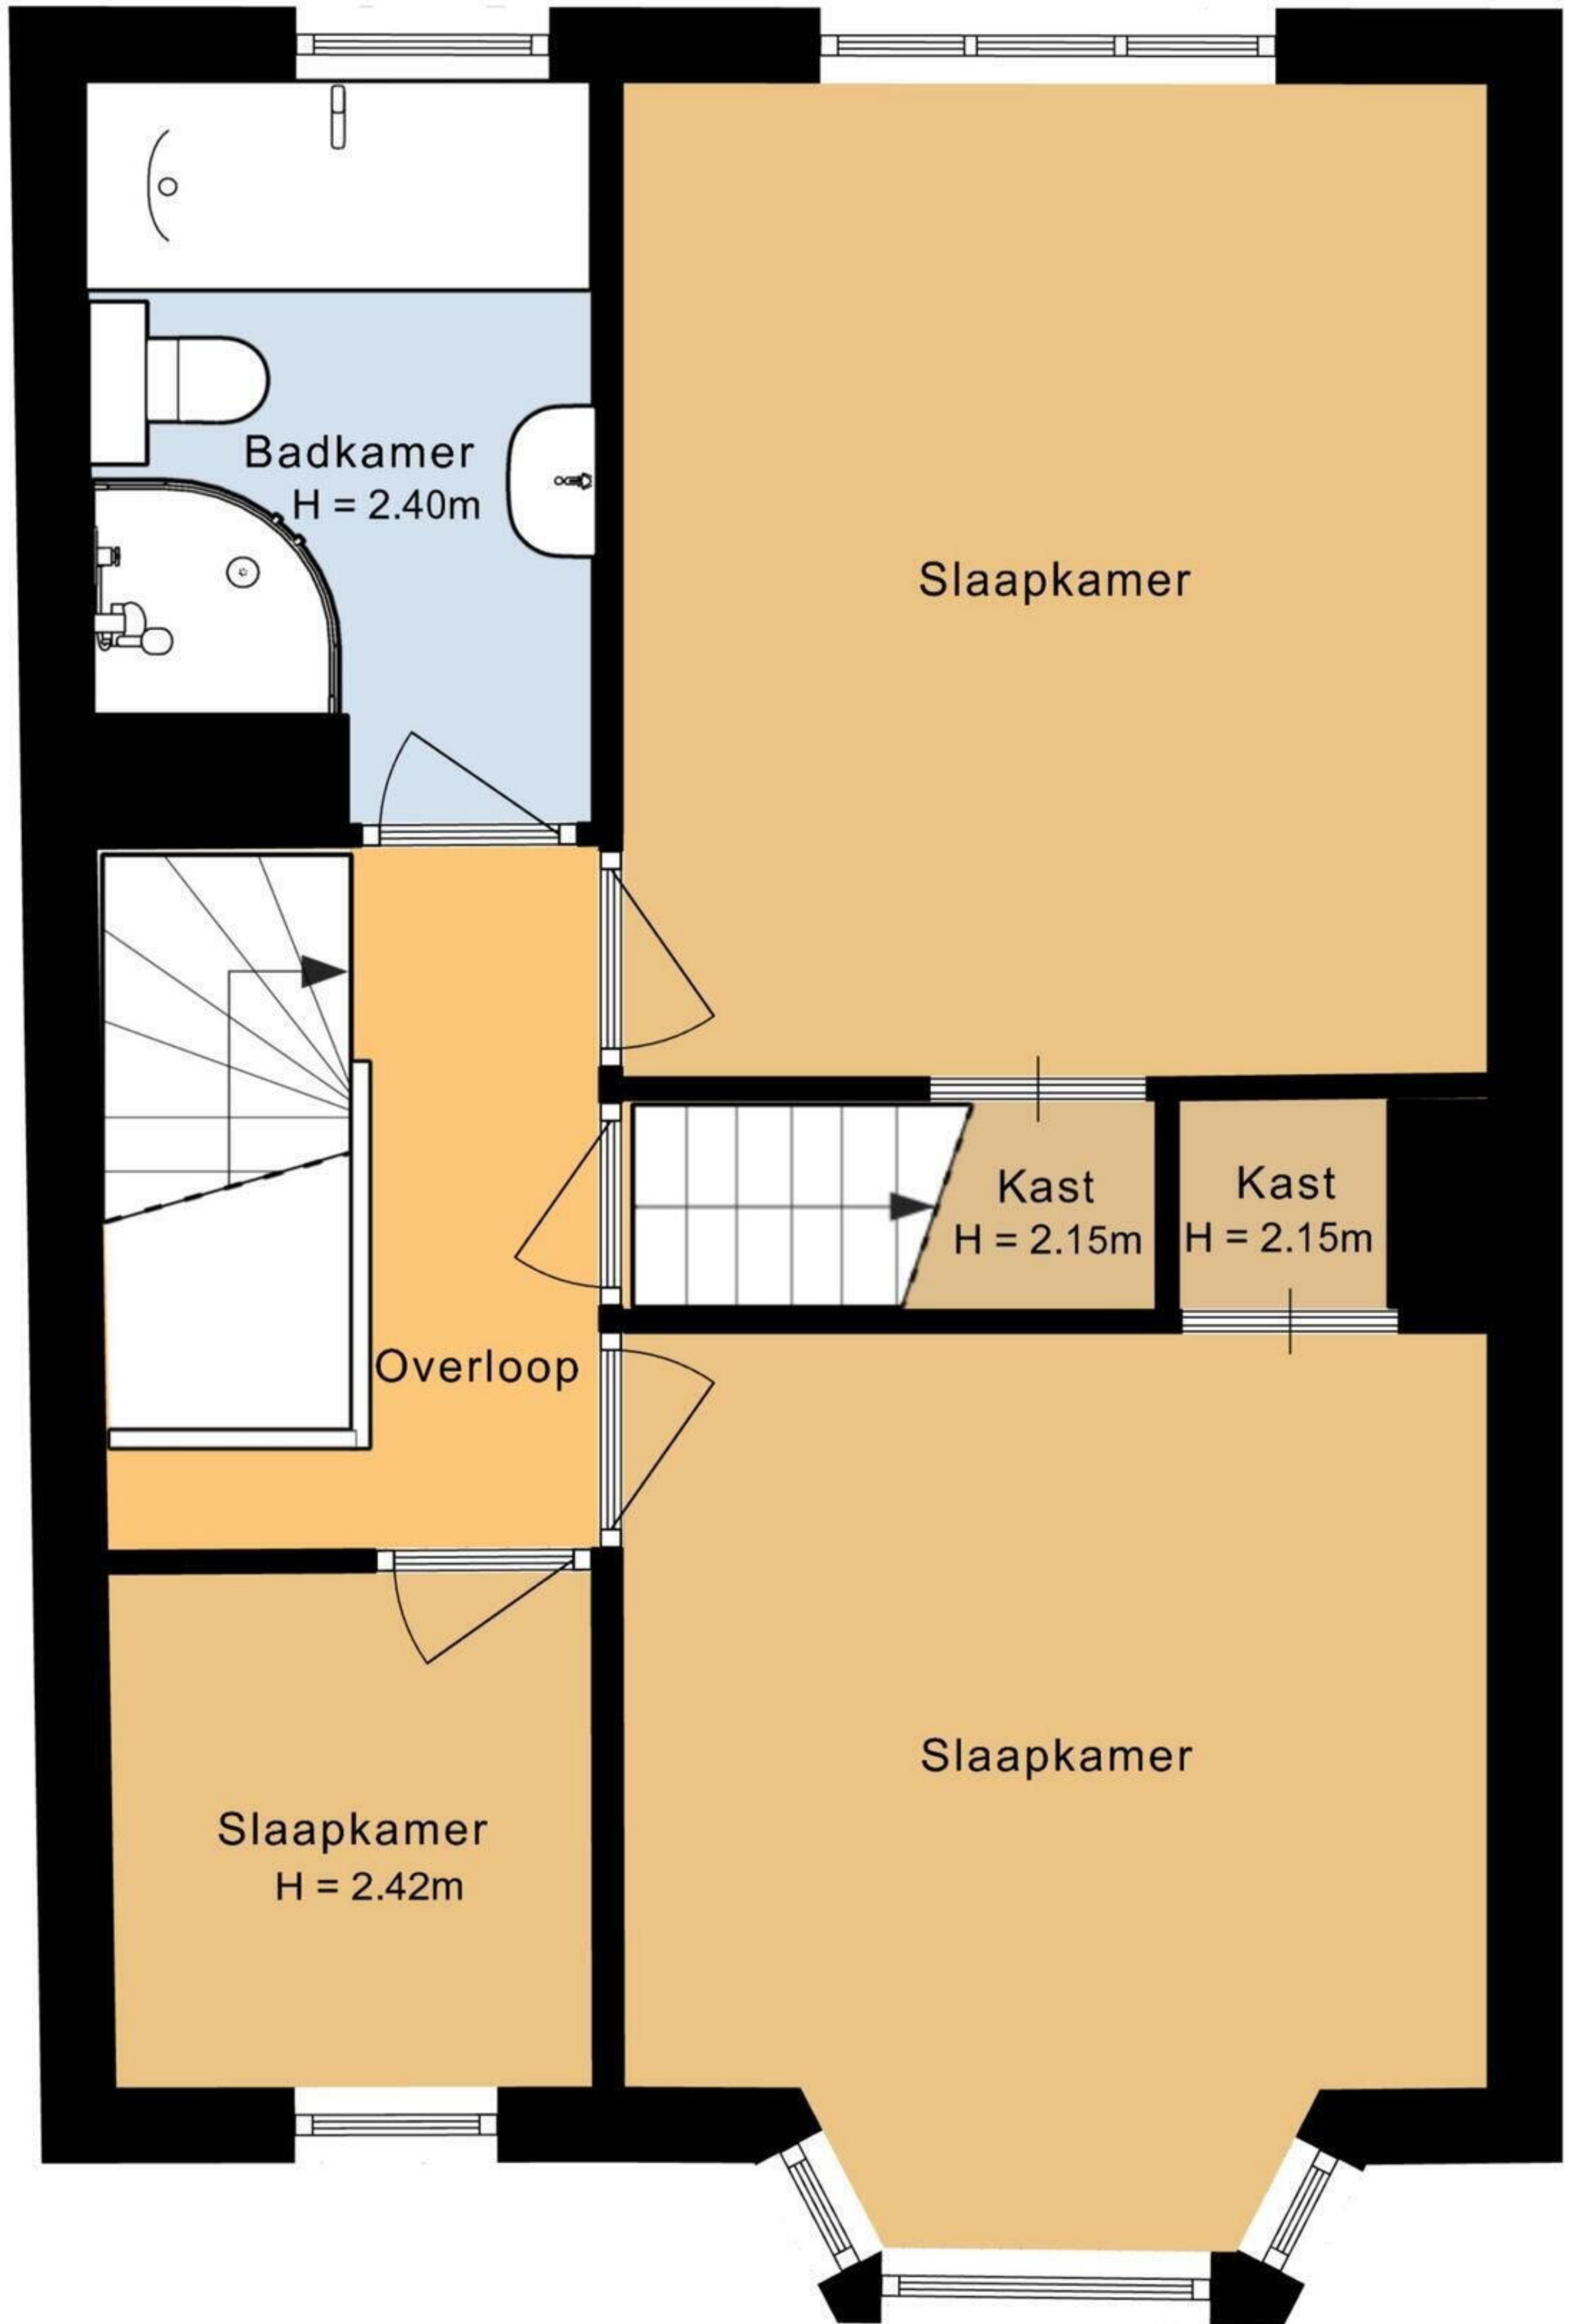 Badkamer
H = 2.40m
Slaapkamer
Kast
H = 2.15m
Kast
H = 2.15m
Overloop
Slaapkamer
Slaapkamer
H = 2.42m